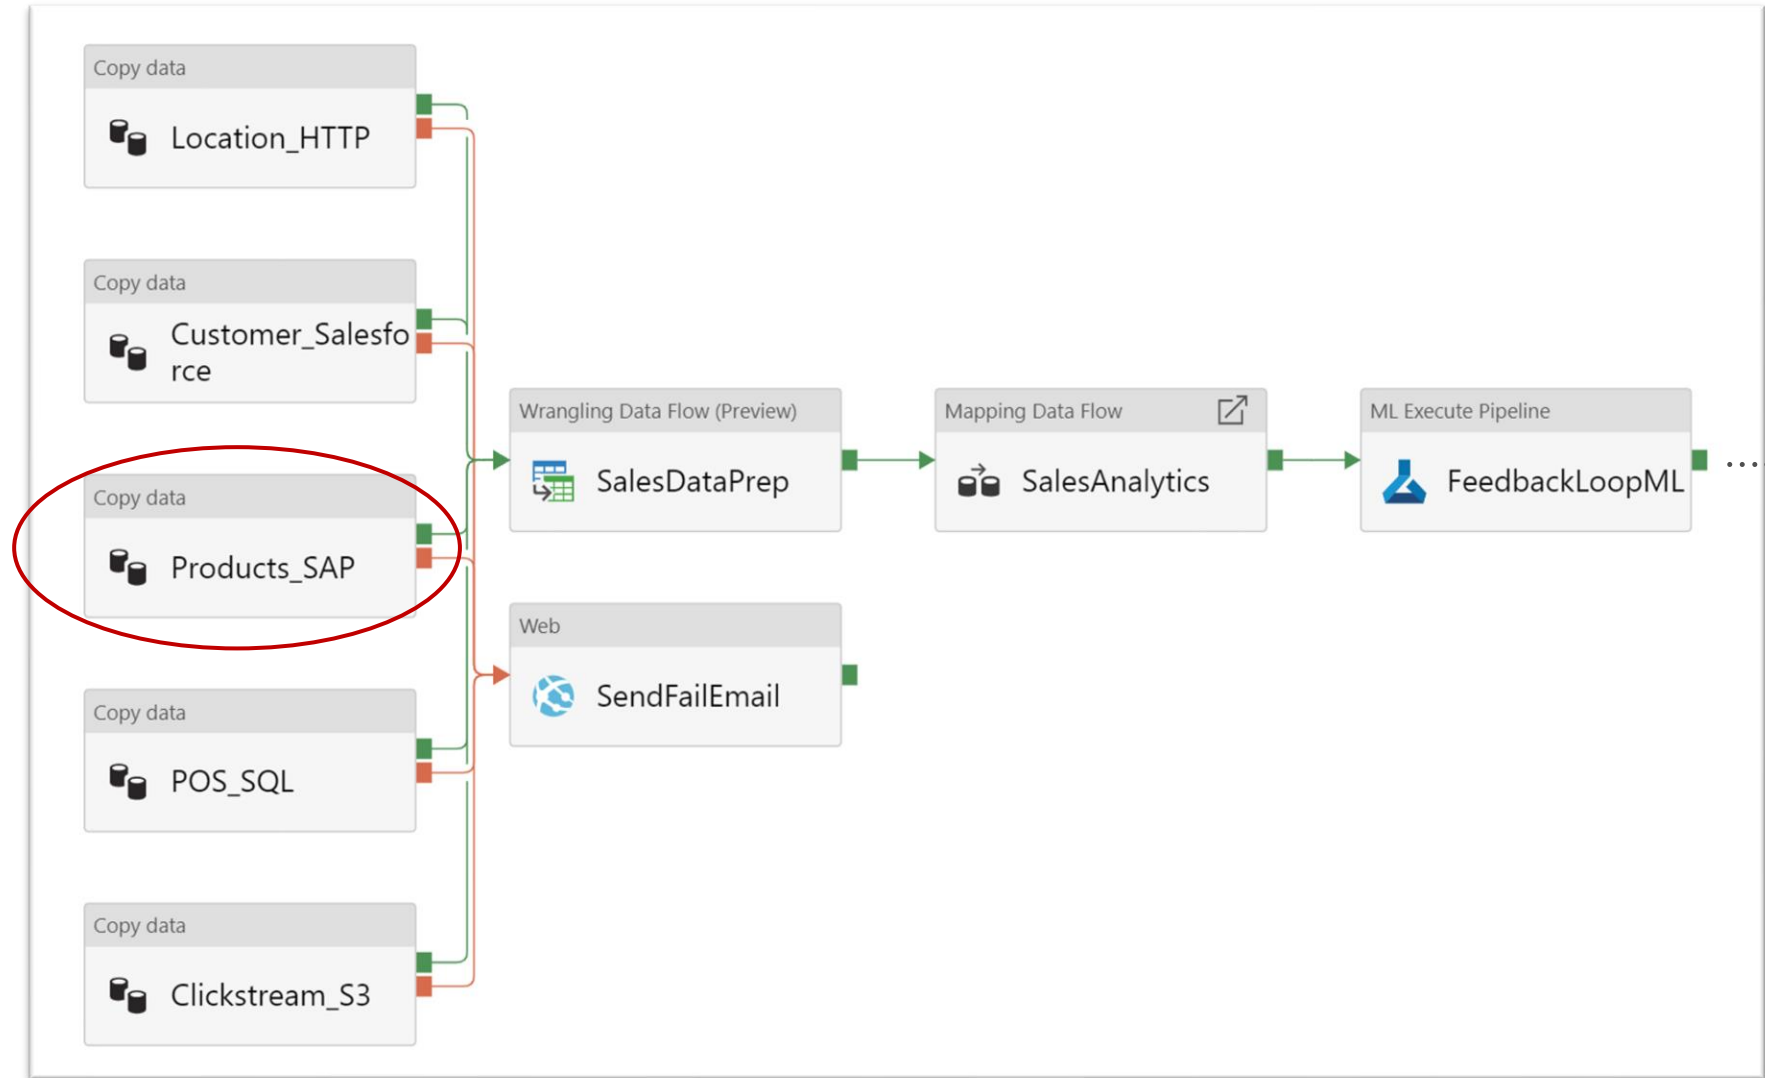 Copy data
Location_HTTP
Copy data
Customer_Salesfo
rce
Copy data
Products_SAP
Copy data
POS_SQL
Copy data
Clickstream_S3
Wrangling Data Flow (Preview)
SalesDataPrep
Web
SendFailEmail
Mapping Data Flow
SalesAnalytics
ML Execute Pipeline
FeedbackLoopML
....